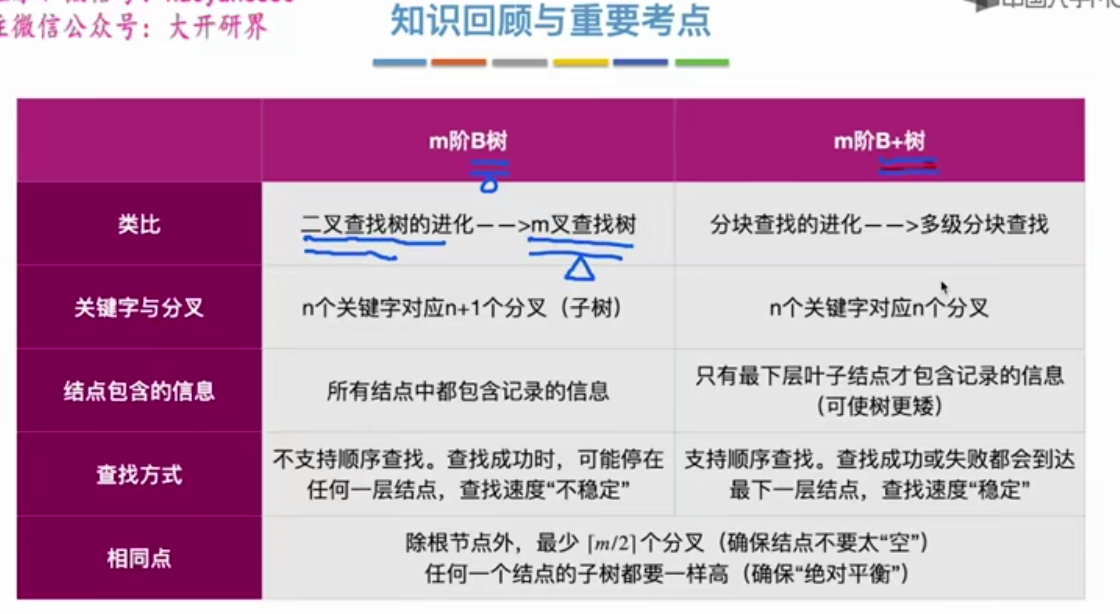 注微信公众号：大开研界
知识回顾与重要考点
m阶B树
m阶B+树
类比
二叉查找树的进化——>m叉查找树
分块查找的进化——>多级分块查找
关键字与分叉
n个关键字对应n+1个分叉（子树）
n个关键字对应n个分叉
结点包含的信息
所有结点中都包含记录的信息
只有最下层叶子结点才包含记录的信息
（可使树更矮）
查找方式
不支持顺序查找。查找成功时，可能停在
任何一层结点，查找速度“不稳定”
支持顺序查找。查找成功或失败都会到达
最下一层结点，查找速度“稳定”
相同点
除根节点外，最少 ⌈m/2⌉ 个分叉（确保结点不要太“空”）
任何一个结点的子树都要一样高（确保“绝对平衡”）